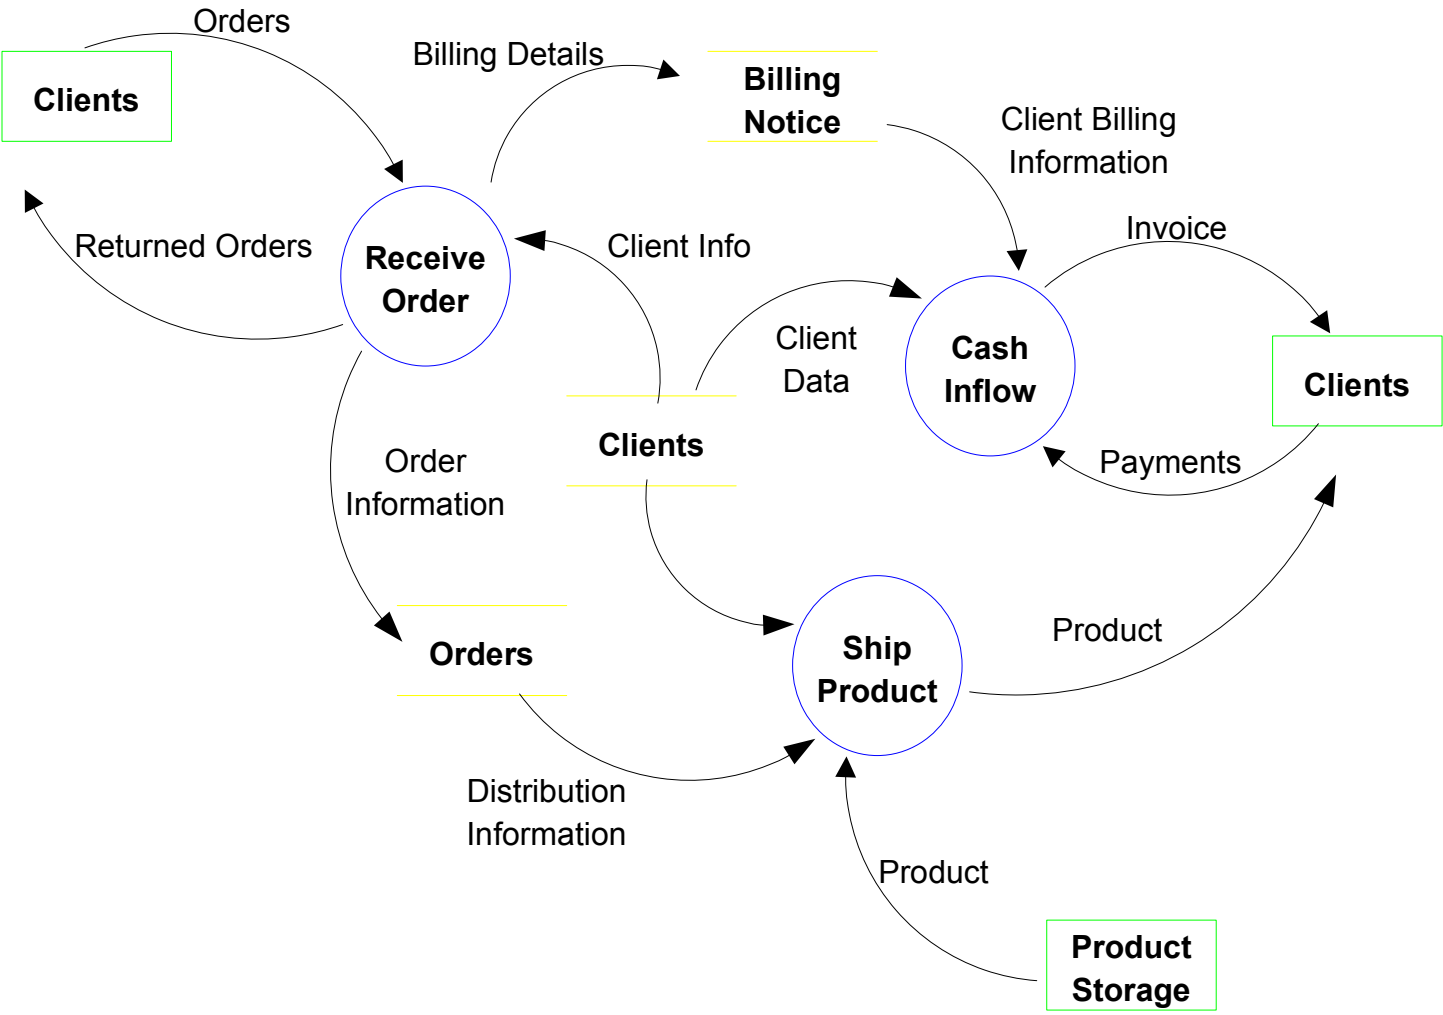 Orders
Billing Details
Clients
Billing
Notice
Client Billing
Information
Returned Orders
Receive
Order
Client Info
Invoice
Client
Data
Cash
Inflow
Clients
Order
Information
Clients
Payments
Orders
Ship
Product
Product
Distribution
Information
Product
Product
Storage